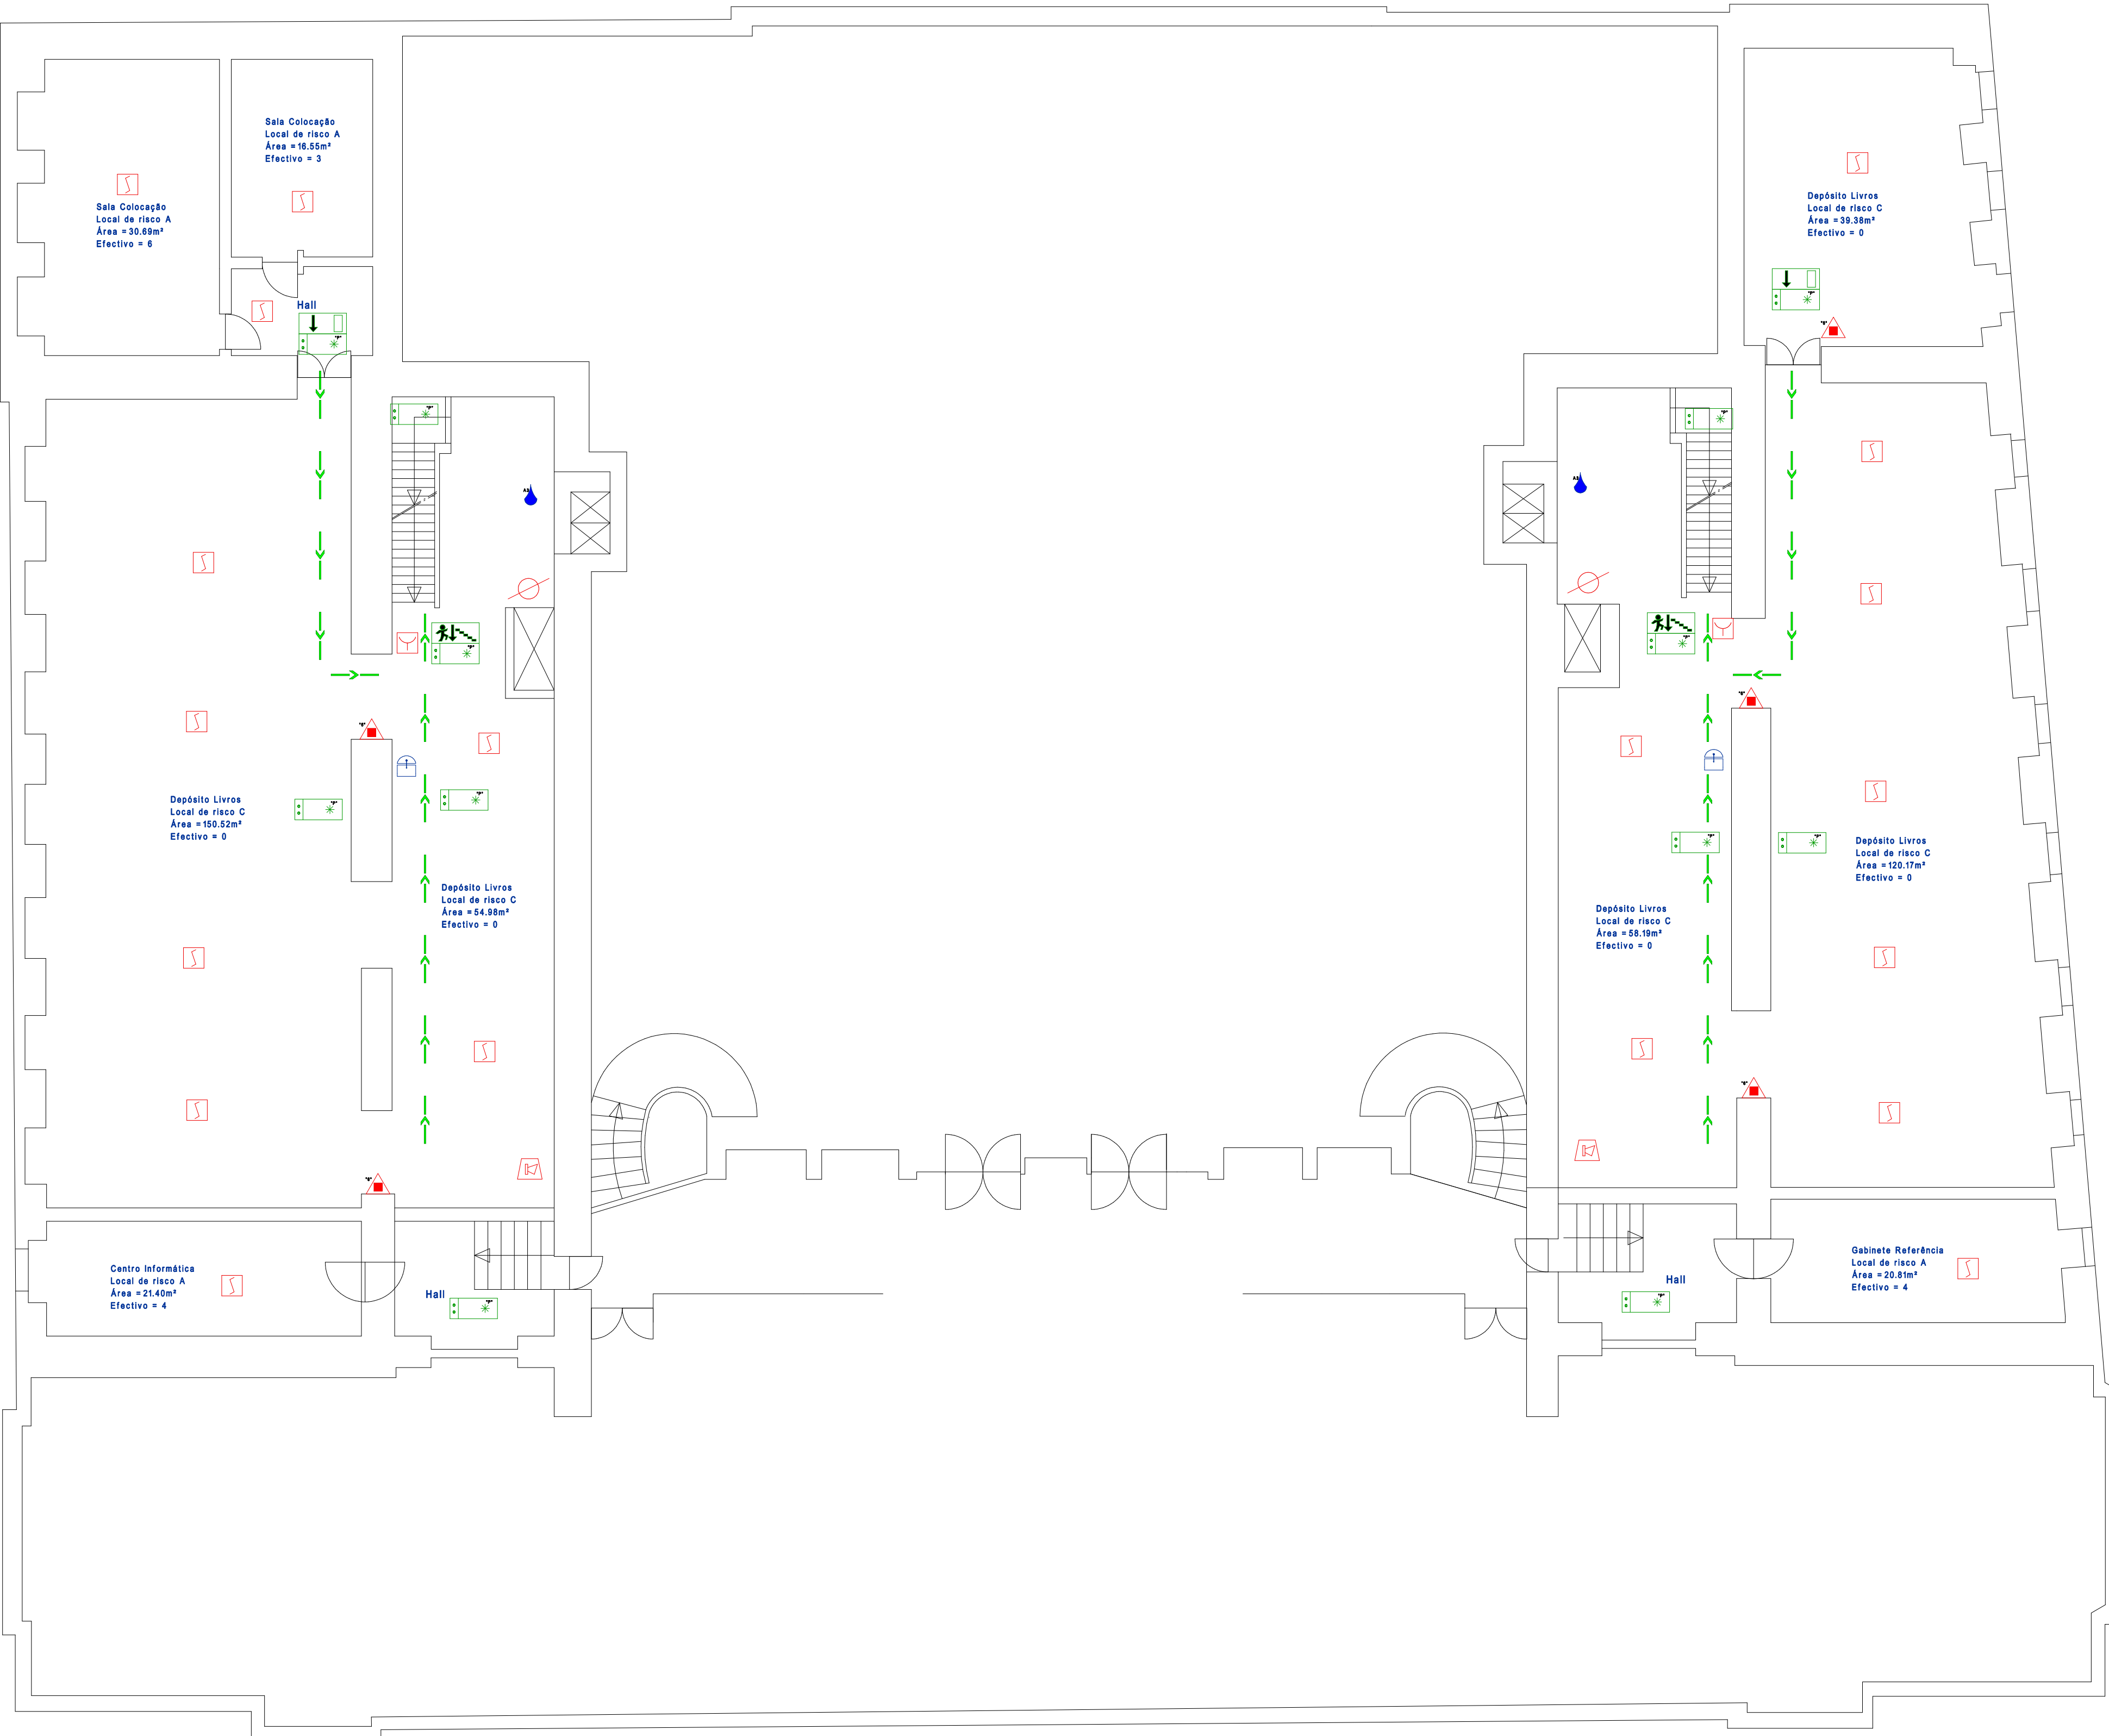 Sala Colocação
Local de risco A
Área =16.55m²
Efectivo = 3
Sala Colocação
Local de risco A
Área =30.69m²
Efectivo = 6
Hall
Depósito Livros
Local de risco C
Área =39.38m²
Efectivo = 0
Depósito Livros
Local de risco C
Área =150.52m²
Efectivo = 0
Depósito Livros
Local de risco C
Área =54.98m²
Efectivo = 0
Depósito Livros
Local de risco C
Área =58.19m²
Efectivo = 0
Depósito Livros
Local de risco C
Área =120.17m²
Efectivo = 0
Centro Informática
Local de risco A
Área =21.40m²
Efectivo = 4
Hall
Hall
Gabinete Referência
Local de risco A
Área =20.81m²
Efectivo = 4